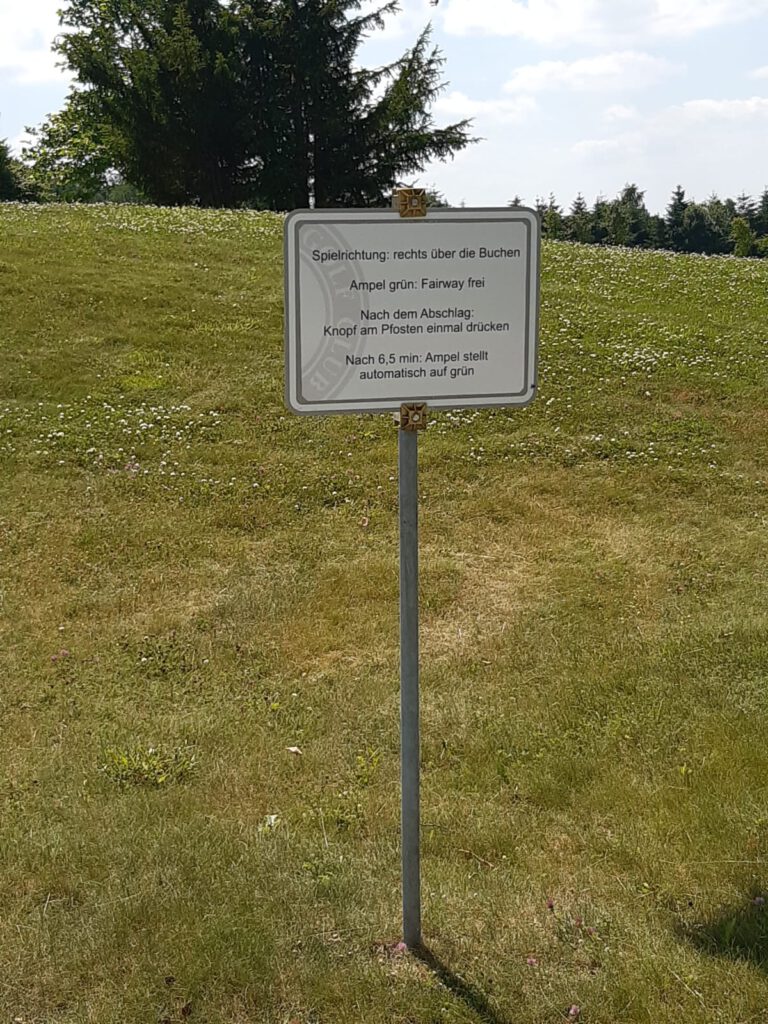 Spielrichtung: rechts über die Buchen
Ampel grün: Fairway frei
Nach dem Abschlag:
Knopf am Pfosten einmal drücken
Nach 6,5 min: Ampel stellt
automatisch auf grün
CLUB